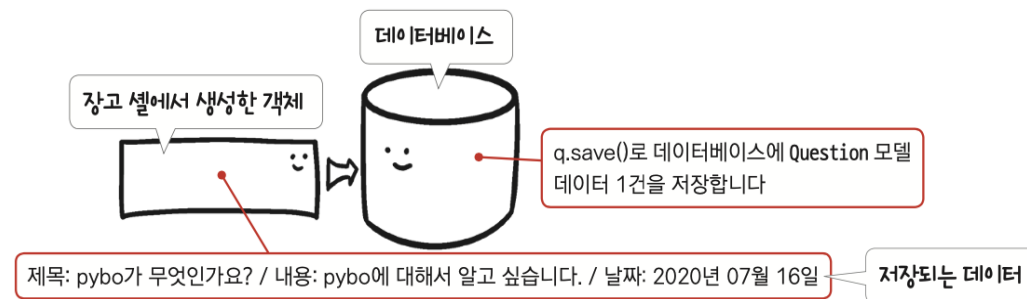 데이터베이스
장고 셸에서 생성한 객체
q.save()로 데이터베이스에 Question 모델
데이터 1건을 저장합니다
제목: pybo가 무엇인가요? / 내용: pybo에 대해서 알고 싶습니다. / 날짜: 2020년 07월 16일
저장되는 데이터